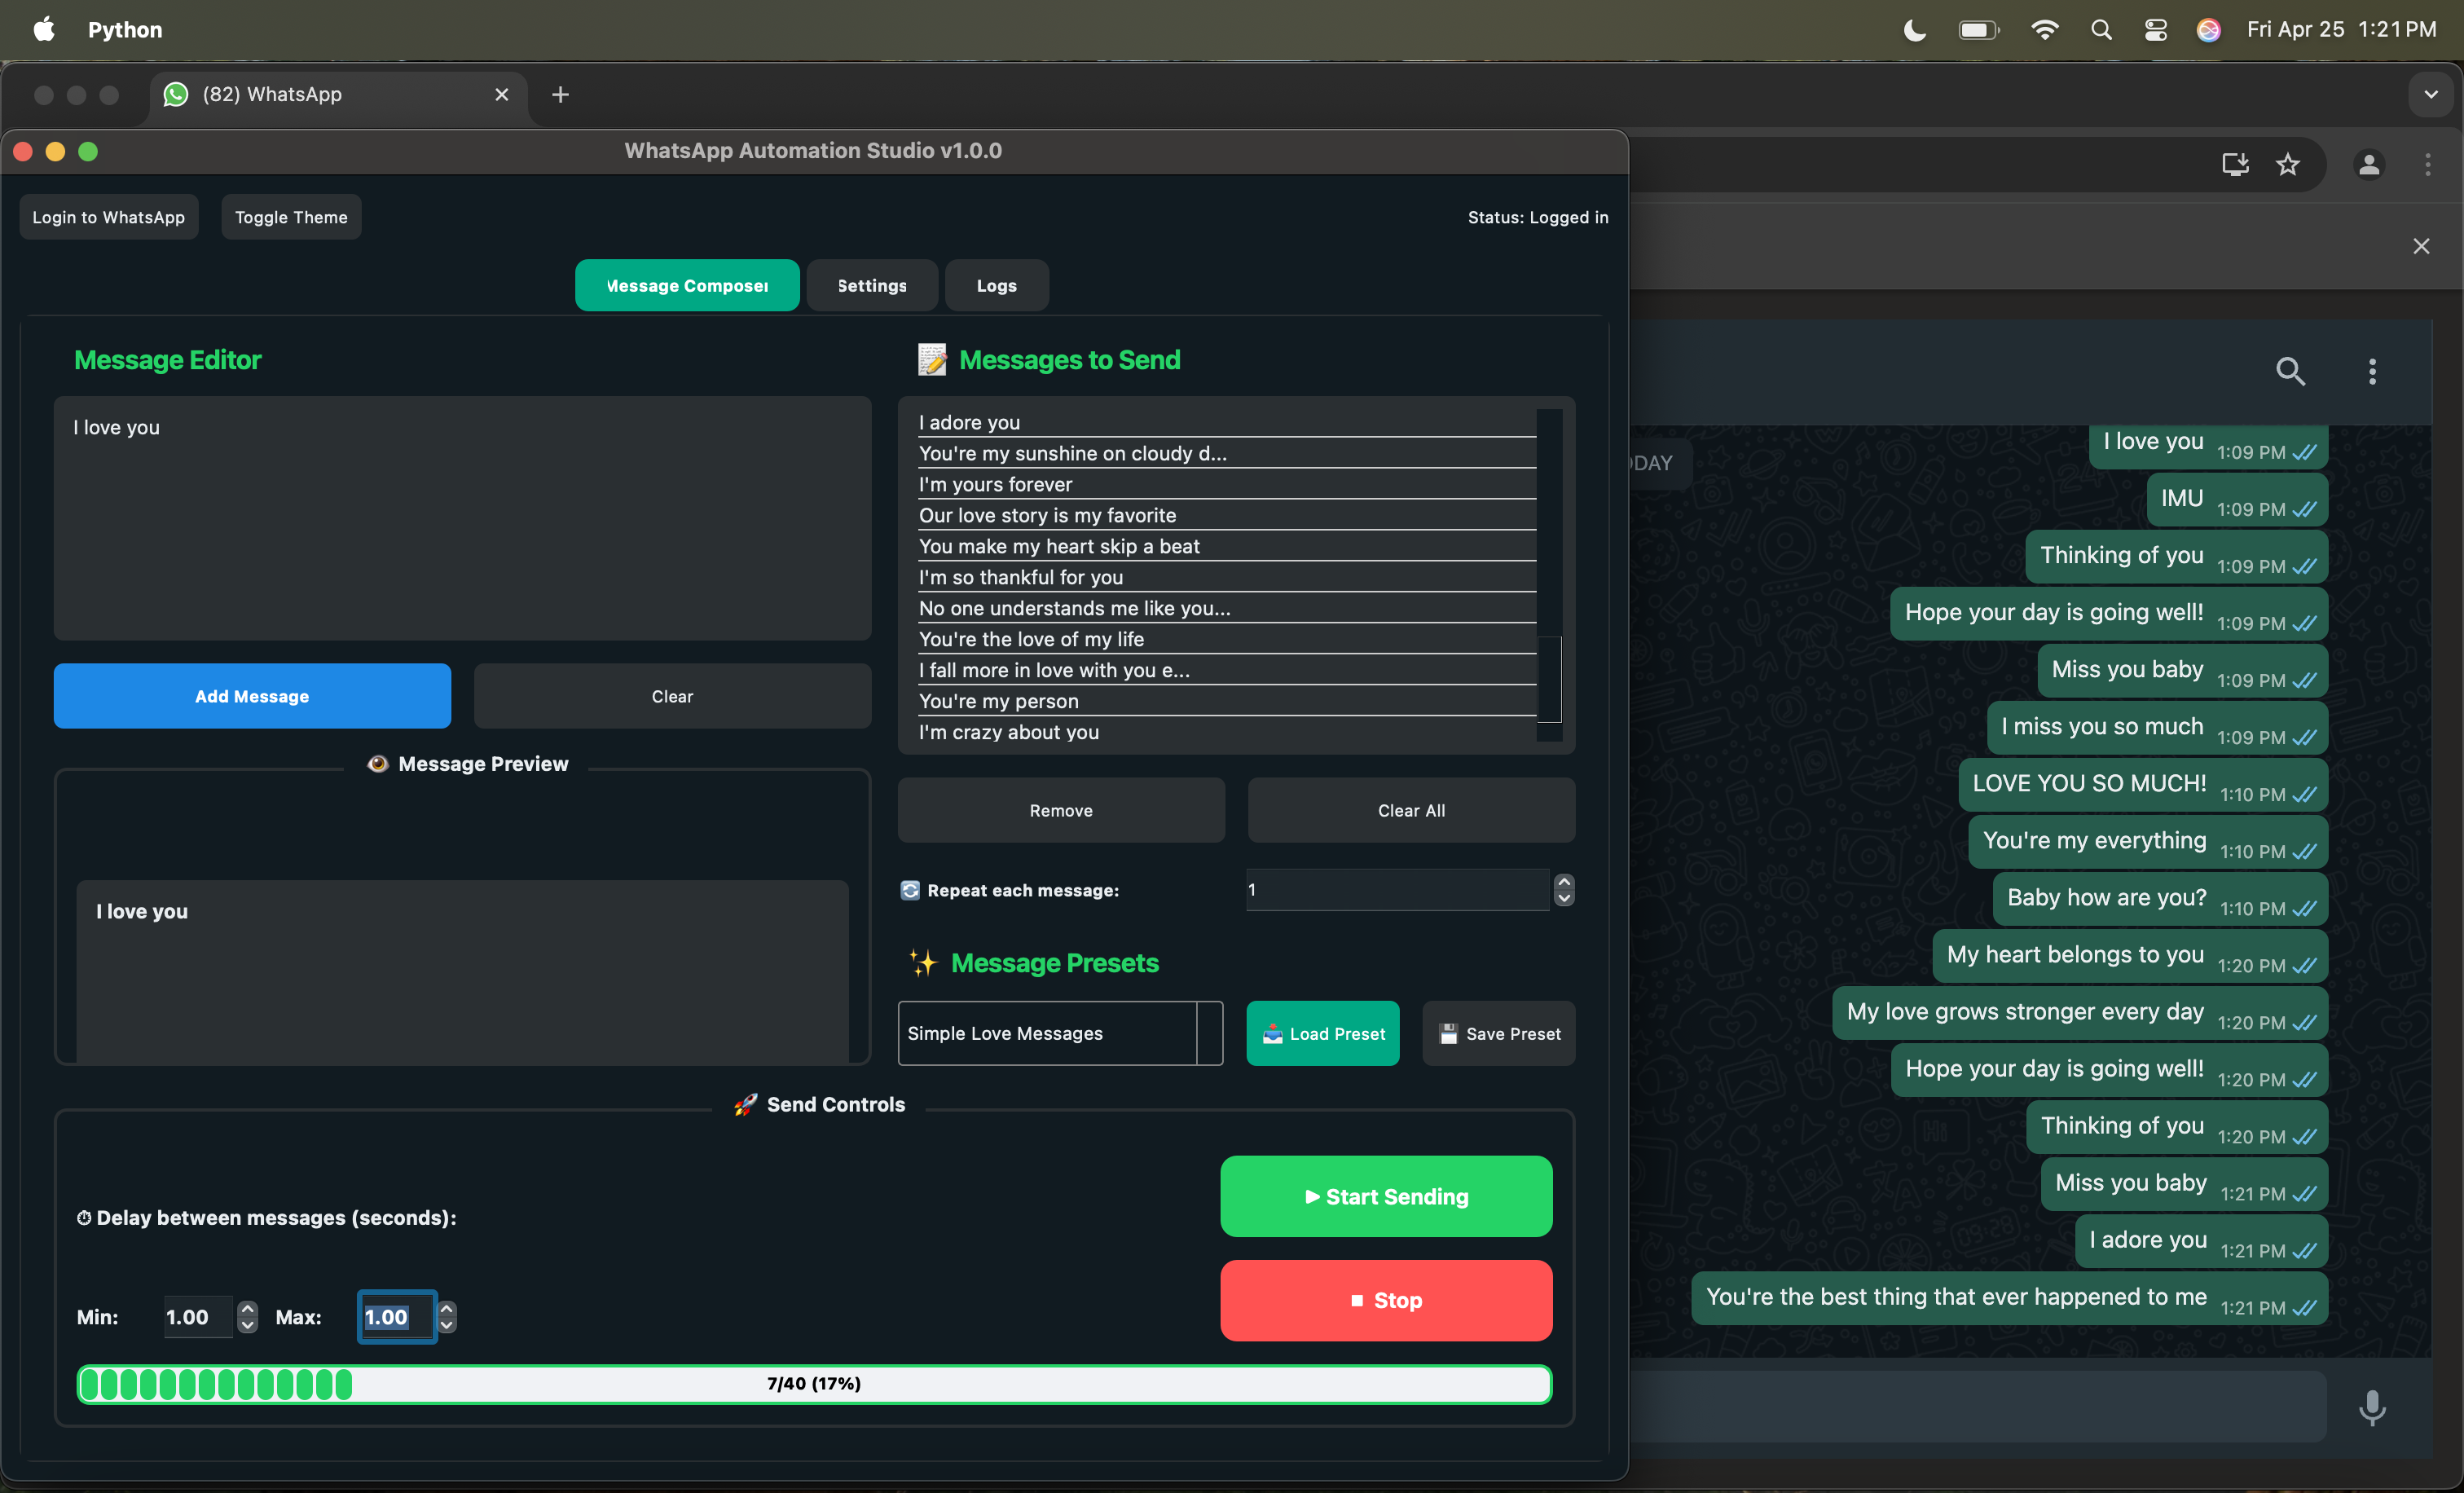 Python
Fri Apr 25 1:21 PM
(82) WhatsApp
WhatsApp Automation Studio v1.0.0
Login to WhatsApp
Toggle Theme
Status: Logged in
Message Composer
Settings
Logs
Message Editor
I love you
Add Message
Clear
👁 Message Preview
I love you
📝 Messages to Send
I adore you
You're my sunshine on cloudy d...
I'm yours forever
Our love story is my favorite
You make my heart skip a beat
I'm so thankful for you
No one understands me like you...
You're the love of my life
I fall more in love with you e...
You're my person
I'm crazy about you
Remove
Clear All
🔄 Repeat each message:
1
✨ Message Presets
Simple Love Messages
📥 Load Preset
💾 Save Preset
🚀 Send Controls
⏱ Delay between messages (seconds):
Min: 1.00 Max: 1.00
▶ Start Sending
■ Stop
7/40 (17%)
I love you 1:09 PM
IMU 1:09 PM
Thinking of you 1:09 PM
Hope your day is going well! 1:09 PM
Miss you baby 1:09 PM
I miss you so much 1:09 PM
LOVE YOU SO MUCH! 1:10 PM
You're my everything 1:10 PM
Baby how are you? 1:10 PM
My heart belongs to you 1:20 PM
My love grows stronger every day 1:20 PM
Hope your day is going well! 1:20 PM
Thinking of you 1:20 PM
Miss you baby 1:21 PM
I adore you 1:21 PM
You're the best thing that ever happened to me 1:21 PM